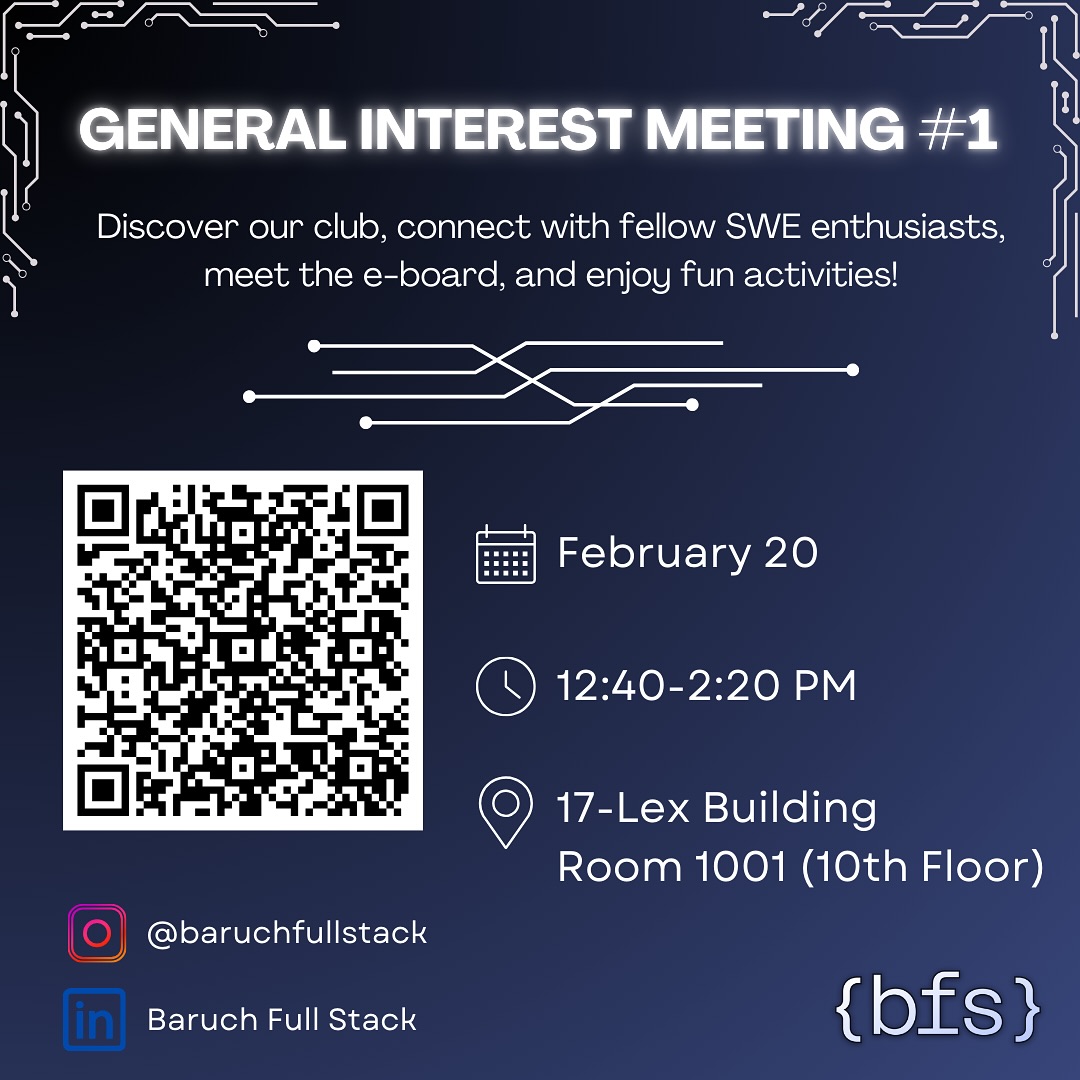 GENERAL INTEREST MEETING #1
Discover our club, connect with fellow SWE enthusiasts,
meet the e-board, and enjoy fun activities!
February 20
12:40-2:20 PM
17-Lex Building
Room 1001 (10th Floor)
@baruchfullstack
in
Baruch Full Stack
{bfs}